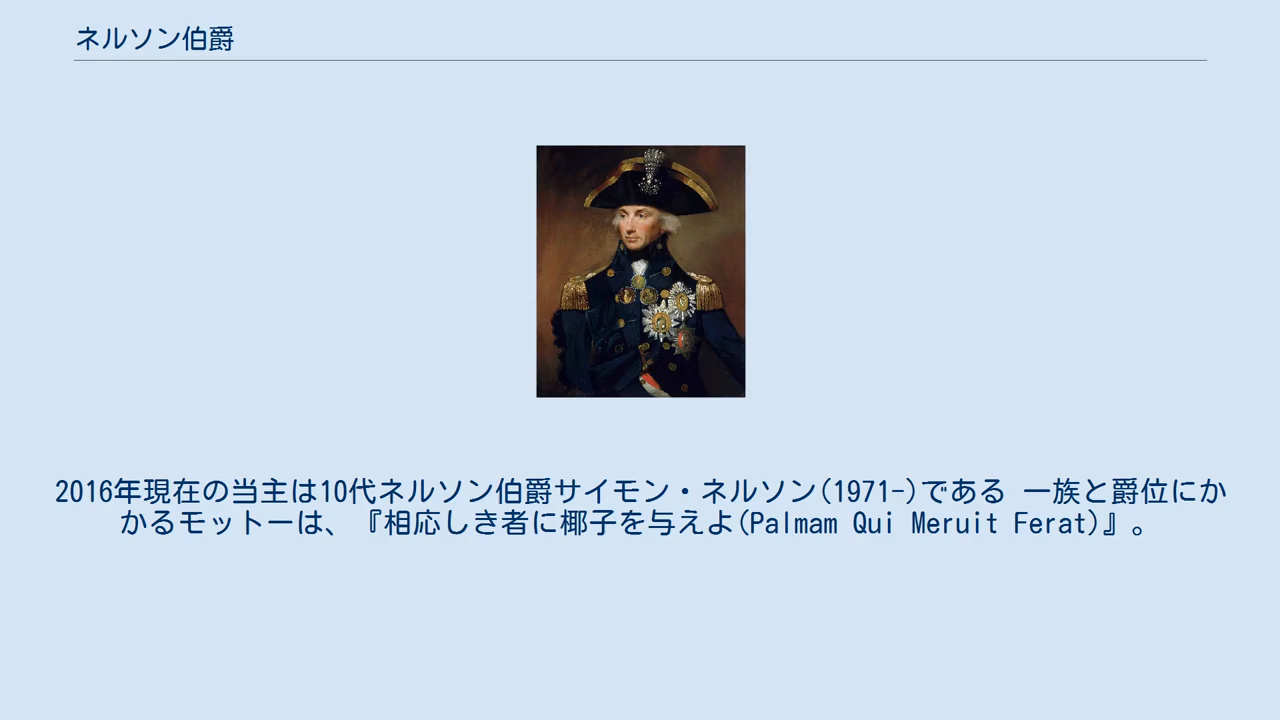 ネルソン伯爵
2016年現在の当主は10代ネルソン伯爵サイモン・ネルソン(1971-)である 一族と爵位にか
かるモットーは、『相応しき者に椰子を与えよ(Palmam Qui Meruit Ferat)』。